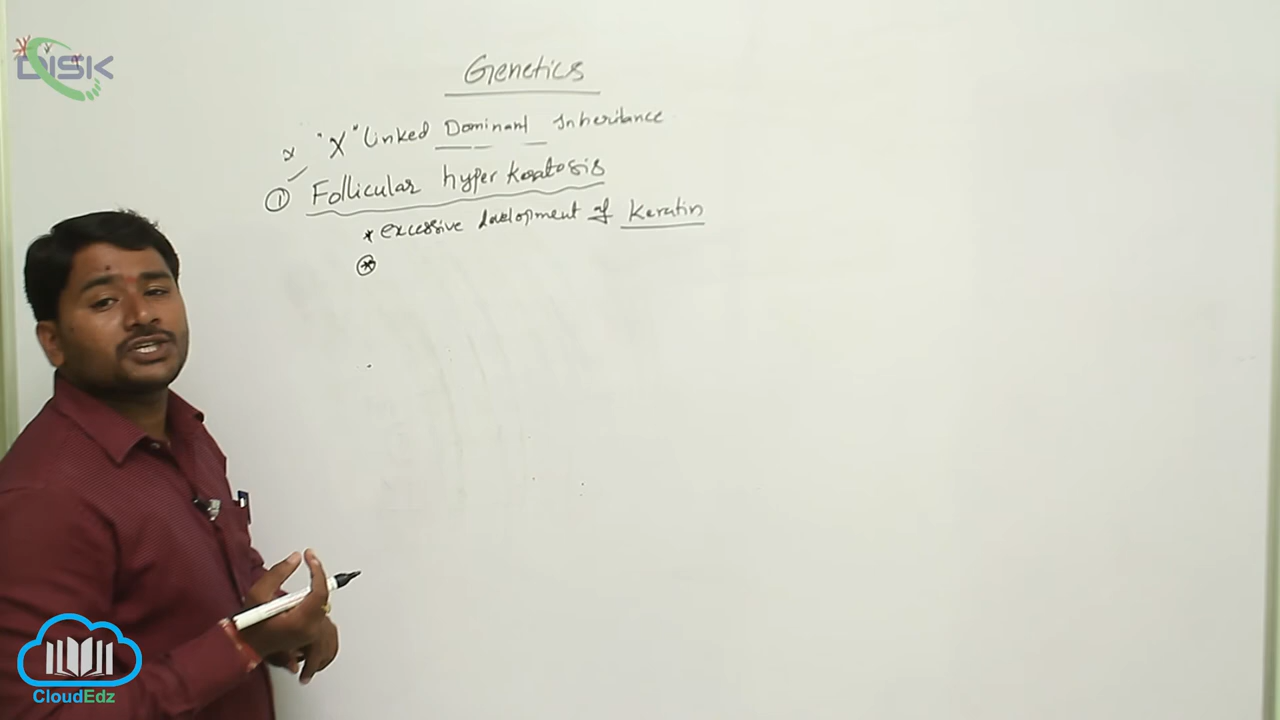 DISK
Genetics
* "X" linked Dominant Inheritance
① Follicular hyper Keratosis
* excessive development of Keratin
CloudEdz